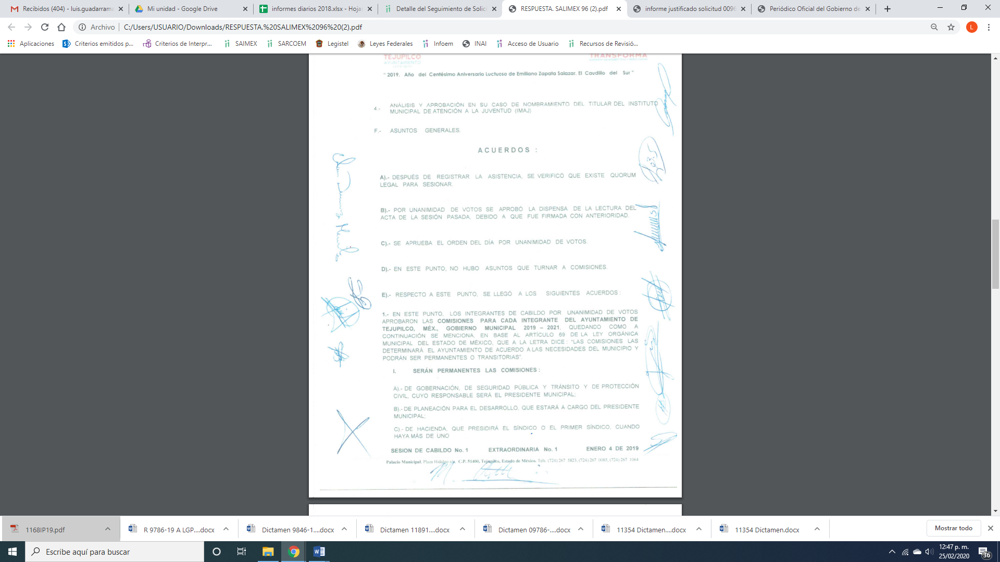 Recibidos (404) - luis.guadarrama
Mi unidad - Google Drive
informes diarios 2018.xlsx - Hojas
Detalle del Seguimiento de Solici
RESPUESTA. SALIMEX 96 (2).pdf
informe justificado solicitud 0096
Periódico Oficial del Gobierno de
Archivo
C:/Users/USUARIO/Downloads/RESPUESTA.%20SALIMEX%2096%20(2).pdf
L
Aplicaciones
Criterios emitidos p...
Criterios de Interpr...
SAIMEX
SARCOEM
Legistel
Leyes Federales
Infoem
INAI
Acceso de Usuario
Recursos de Revisió...
TEJUPILCO
AYUNTAMIENTO
TRANSFORMA
" 2019. Año del Centésimo Aniversario Luctuoso de Emiliano Zapata Salazar. El Caudillo del Sur "
4.- ANÁLISIS Y APROBACIÓN EN SU CASO DE NOMBRAMIENTO DEL TITULAR DEL INSTITUTO
MUNICIPAL DE ATENCIÓN A LA JUVENTUD (IMAJ)
F.- ASUNTOS GENERALES.
ACUERDOS :
A).- DESPUÉS DE REGISTRAR LA ASISTENCIA, SE VERIFICÓ QUE EXISTE QUORUM
LEGAL PARA SESIONAR.
B).- POR UNANIMIDAD DE VOTOS SE APROBÓ LA DISPENSA DE LA LECTURA DEL
ACTA DE LA SESIÓN PASADA, DEBIDO A QUE FUE FIRMADA CON ANTERIORIDAD.
C).- SE APRUEBA EL ORDEN DEL DÍA POR UNANIMIDAD DE VOTOS.
D).- EN ESTE PUNTO, NO HUBO ASUNTOS QUE TURNAR A COMISIONES.
E).- RESPECTO A ESTE PUNTO, SE LLEGÓ A LOS SIGUIENTES ACUERDOS :
1.- EN ESTE PUNTO, LOS INTEGRANTES DE CABILDO POR UNANIMIDAD DE VOTOS
APROBARON LAS COMISIONES PARA CADA INTEGRANTE DEL AYUNTAMIENTO DE
TEJUPILCO, MÉX., GOBIERNO MUNICIPAL 2019 – 2021, QUEDANDO COMO A
CONTINUACIÓN SE MENCIONA, EN BASE AL ARTÍCULO 69 DE LA LEY ORGÁNICA
MUNICIPAL DEL ESTADO DE MÉXICO, QUE A LA LETRA DICE : "LAS COMISIONES LAS
DETERMINARÁ EL AYUNTAMIENTO DE ACUERDO A LAS NECESIDADES DEL MUNICIPIO Y
PODRÁN SER PERMANENTES O TRANSITORIAS".
I. SERÁN PERMANENTES LAS COMISIONES :
A).- DE GOBERNACIÓN, DE SEGURIDAD PÚBLICA Y TRÁNSITO Y DE PROTECCIÓN
CIVIL, CUYO RESPONSABLE SERÁ EL PRESIDENTE MUNICIPAL;
B).- DE PLANEACIÓN PARA EL DESARROLLO, QUE ESTARÁ A CARGO DEL PRESIDENTE
MUNICIPAL;
C).- DE HACIENDA, QUE PRESIDIRÁ EL SÍNDICO O EL PRIMER SÍNDICO, CUANDO
HAYA MÁS DE UNO
SESION DE CABILDO No. 1 EXTRAORDINARIA No. 1 ENERO 4 DE 2019
Palacio Municipal, Plaza Hidalgo s/n. C.P. 51400, Tejupilco, Estado de México. Tels. (724) 267 5823, (724) 267 0085, (724) 267 1064
1168IP19.pdf
R 9786-19 A LGP....docx
Dictamen 9846-1....docx
Dictamen 11891....docx
Dictamen 09786-....docx
11354 Dictamen....docx
11354 Dictamen.docx
Mostrar todo
Escribe aquí para buscar
12:47 p. m.
25/02/2020
36